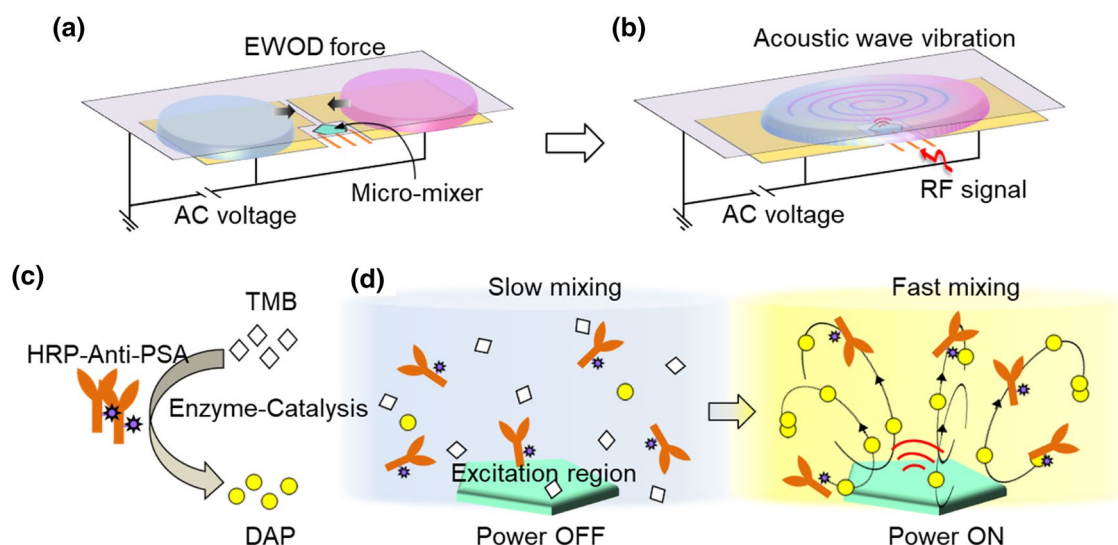 (a)
EWOD force
Micro-mixer
AC voltage
(b)
Acoustic wave vibration
RF signal
AC voltage
(c)
TMB
HRP-Anti-PSA
Enzyme-Catalysis
DAP
(d)
Slow mixing
Excitation region
Power OFF
Fast mixing
Power ON